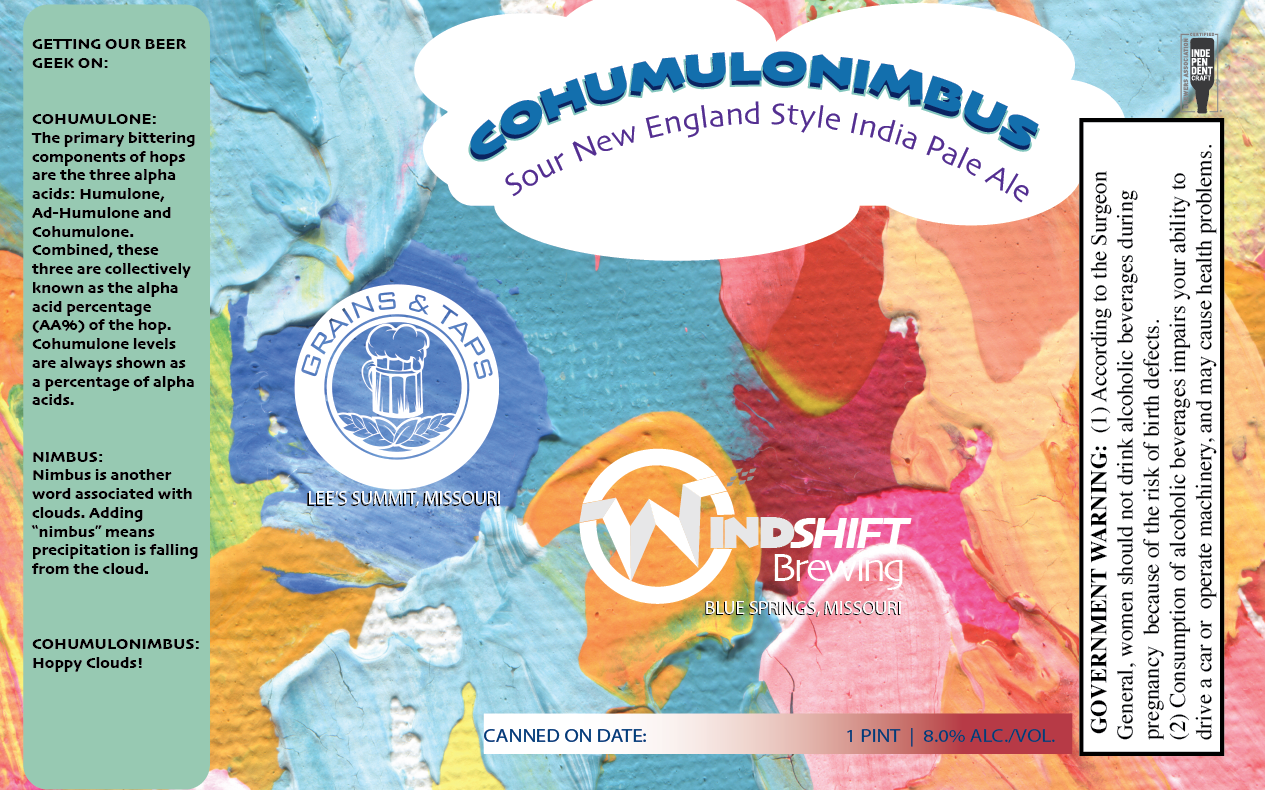 GETTING OUR BEER
GEEK ON:
COHUMULONE:
The primary bittering
components of hops
are the three alpha
acids: Humulone,
Ad-Humulone and
Cohumulone.
Combined, these
three are collectively
known as the alpha
acid percentage
(AA%) of the hop.
Cohumulone levels
are always shown as
a percentage of alpha
acids.
NIMBUS:
Nimbus is another
word associated with
clouds. Adding
“nimbus” means
precipitation is falling
from the cloud.
COHUMULONIMBUS:
Hoppy Clouds!
COHUMULONIMBUS
Sour New England Style India Pale Ale
GRAINS & TAPS
LEE'S SUMMIT, MISSOURI
WINDSHIFT
Brewing
BLUE SPRINGS, MISSOURI
CANNED ON DATE:
1 PINT | 8.0% ALC./VOL.
CERTIFIED
INDE
PEN
DENT
CRAFT
GOVERNMENT WARNING: (1) According to the Surgeon
General, women should not drink alcoholic beverages during
pregnancy because of the risk of birth defects.
(2) Consumption of alcoholic beverages impairs your ability to
drive a car or operate machinery, and may cause health problems.